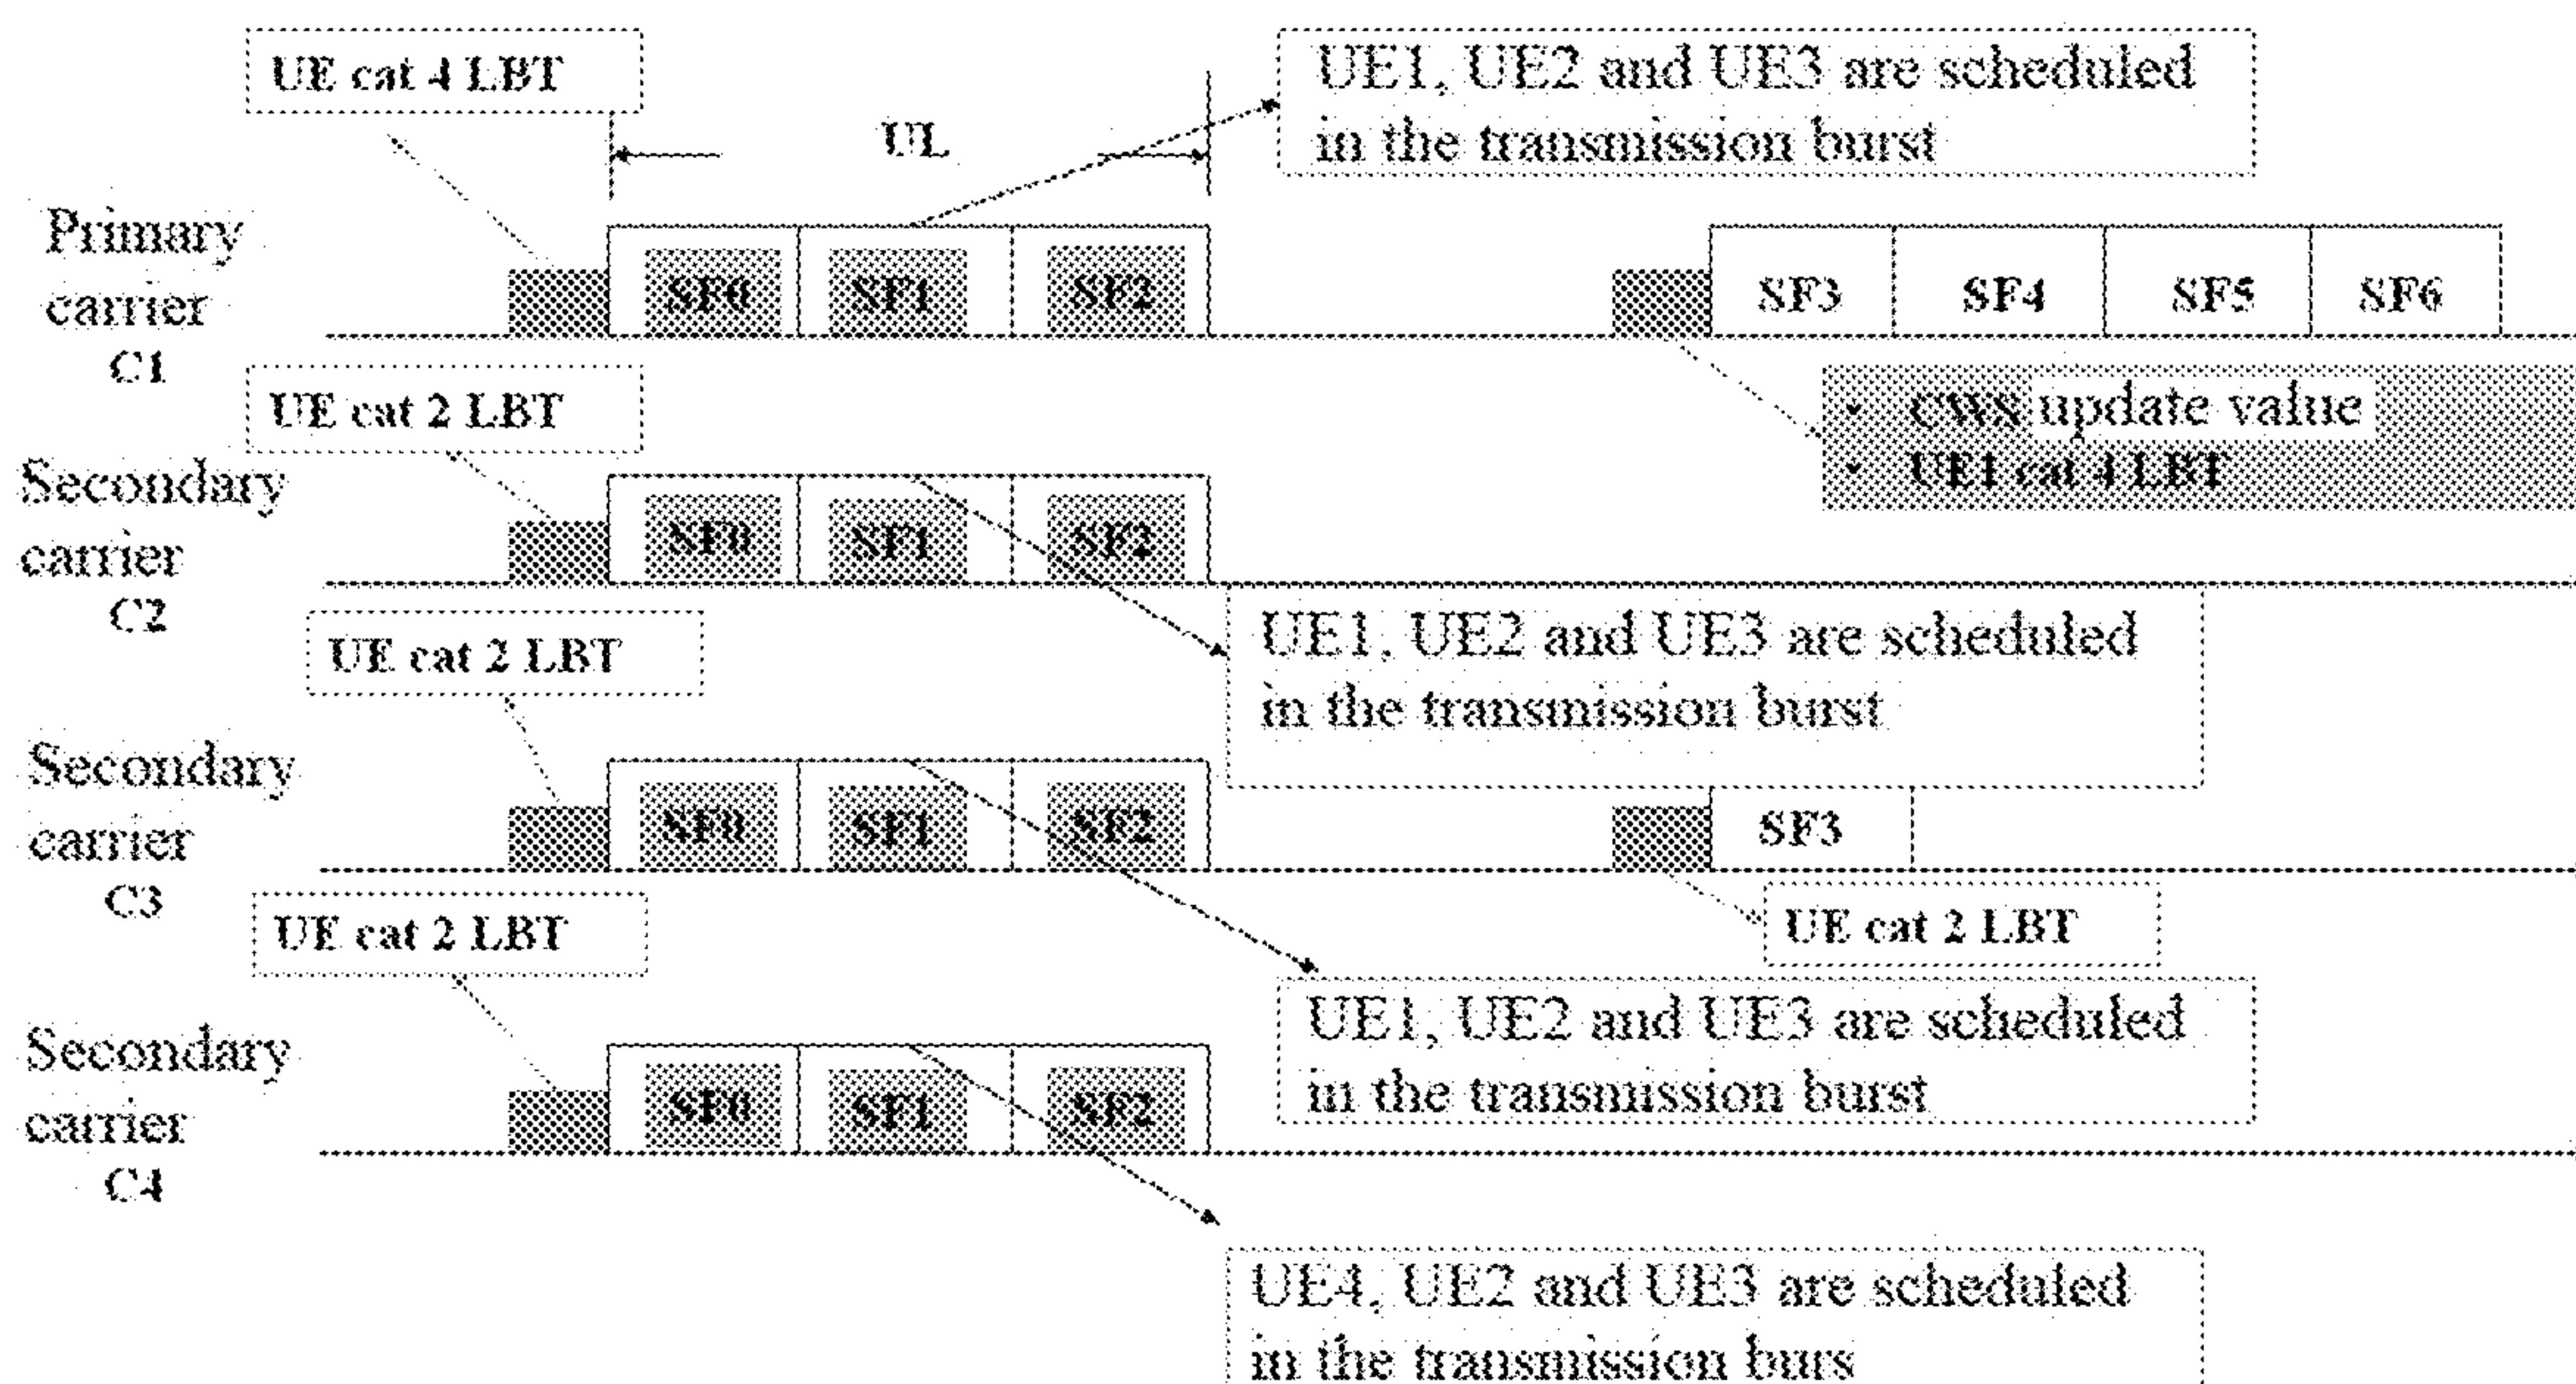 UE cat 4 LBT
UE1, UE2 and UE3 are scheduled
in the transmission burst
UL
Primary
carrier
C1
SF0 SF1 SF2
SF3 SF4 SF5 SF6
UE cat 2 LBT
• CWS update value
• UE1 cat 4 LBT
Secondary
carrier
C2
SF0 SF1 SF2
UE cat 2 LBT
UE1, UE2 and UE3 are scheduled
in the transmission burst
Secondary
carrier
C3
SF0 SF1 SF2
SF3
UE cat 2 LBT
UE cat 2 LBT
UE1, UE2 and UE3 are scheduled
in the transmission burst
Secondary
carrier
C4
SF0 SF1 SF2
UE4, UE2 and UE3 are scheduled
in the transmission burs